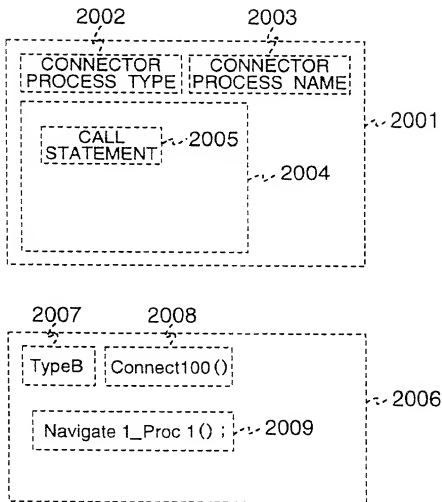 2002 2003
CONNECTOR PROCESS TYPE
CONNECTOR PROCESS NAME
2001
CALL STATEMENT
2005
2004
2007 2008
TypeB Connect100 ()
2006
Navigate 1_Proc 1 () ; 2009